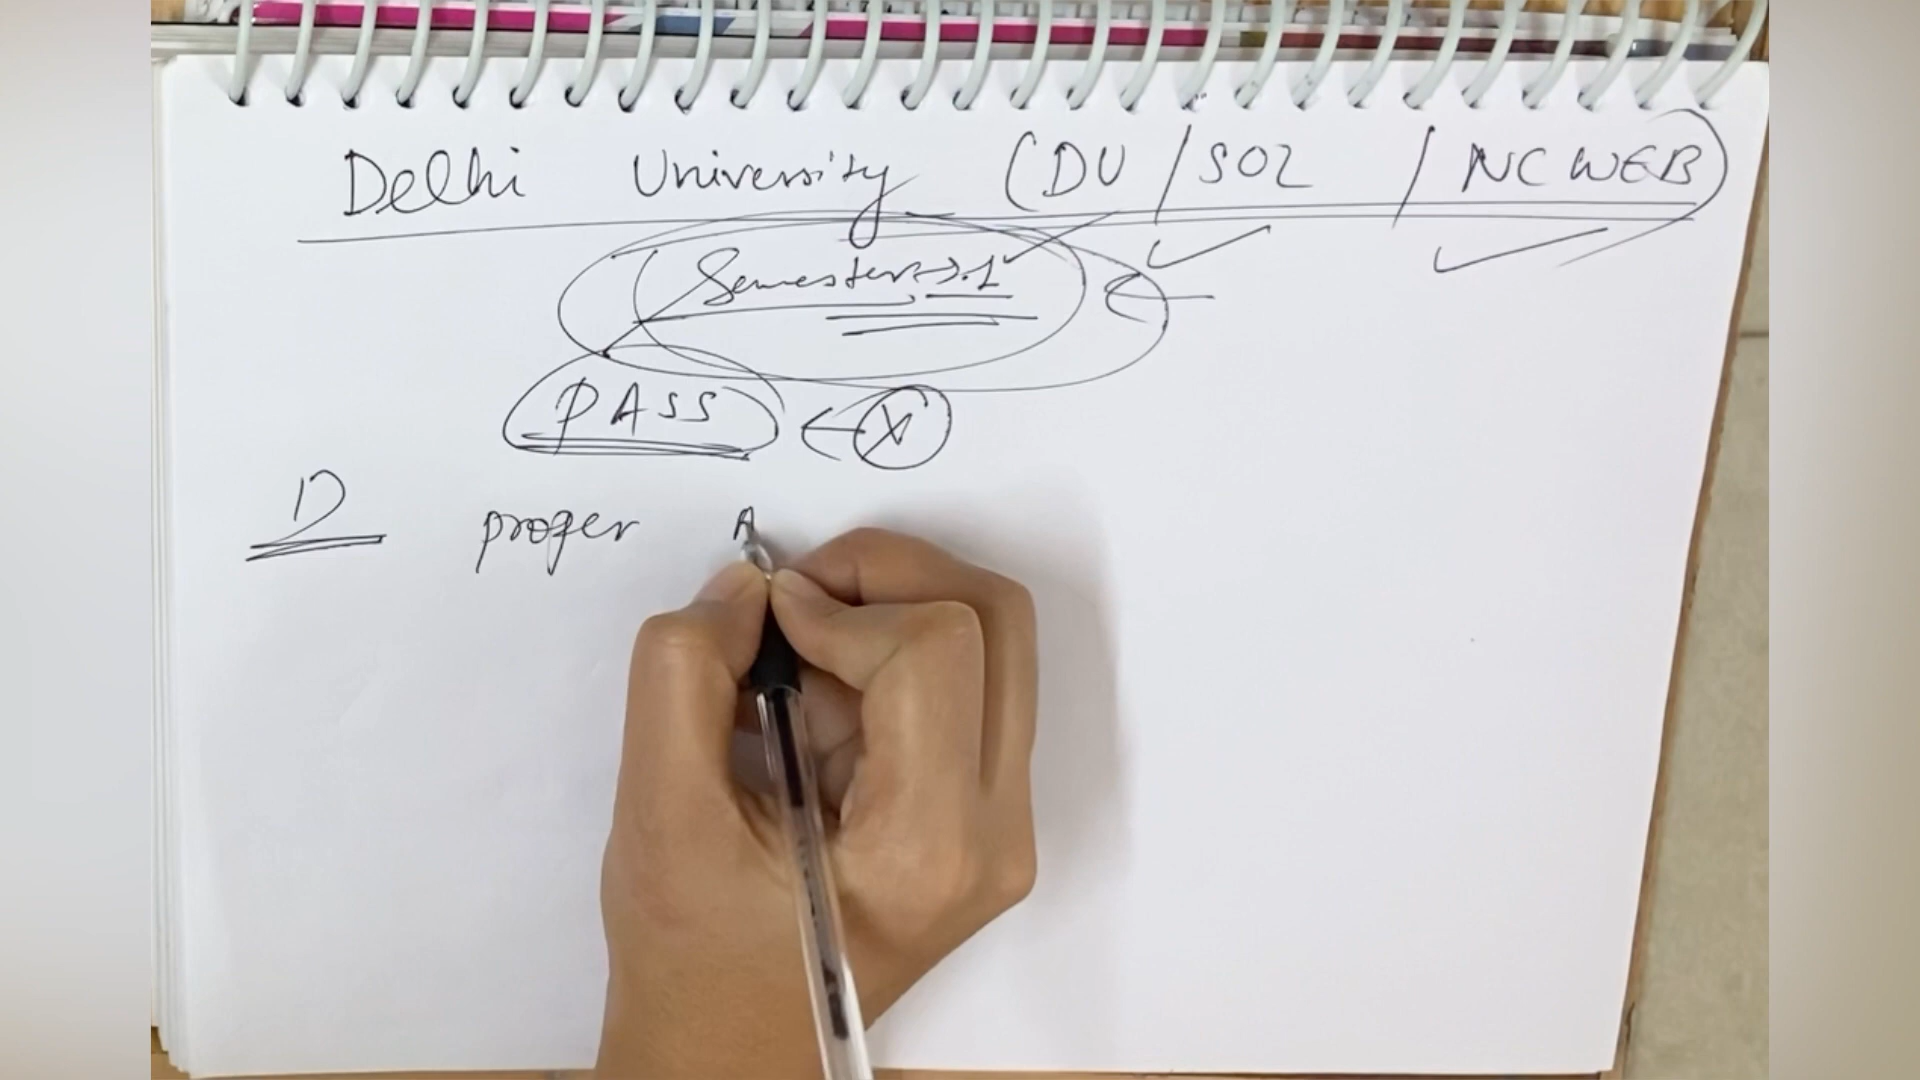 Delhi University (DU / SOL / NCWEB)
Semester → 1
PASS ← X
1) proper A